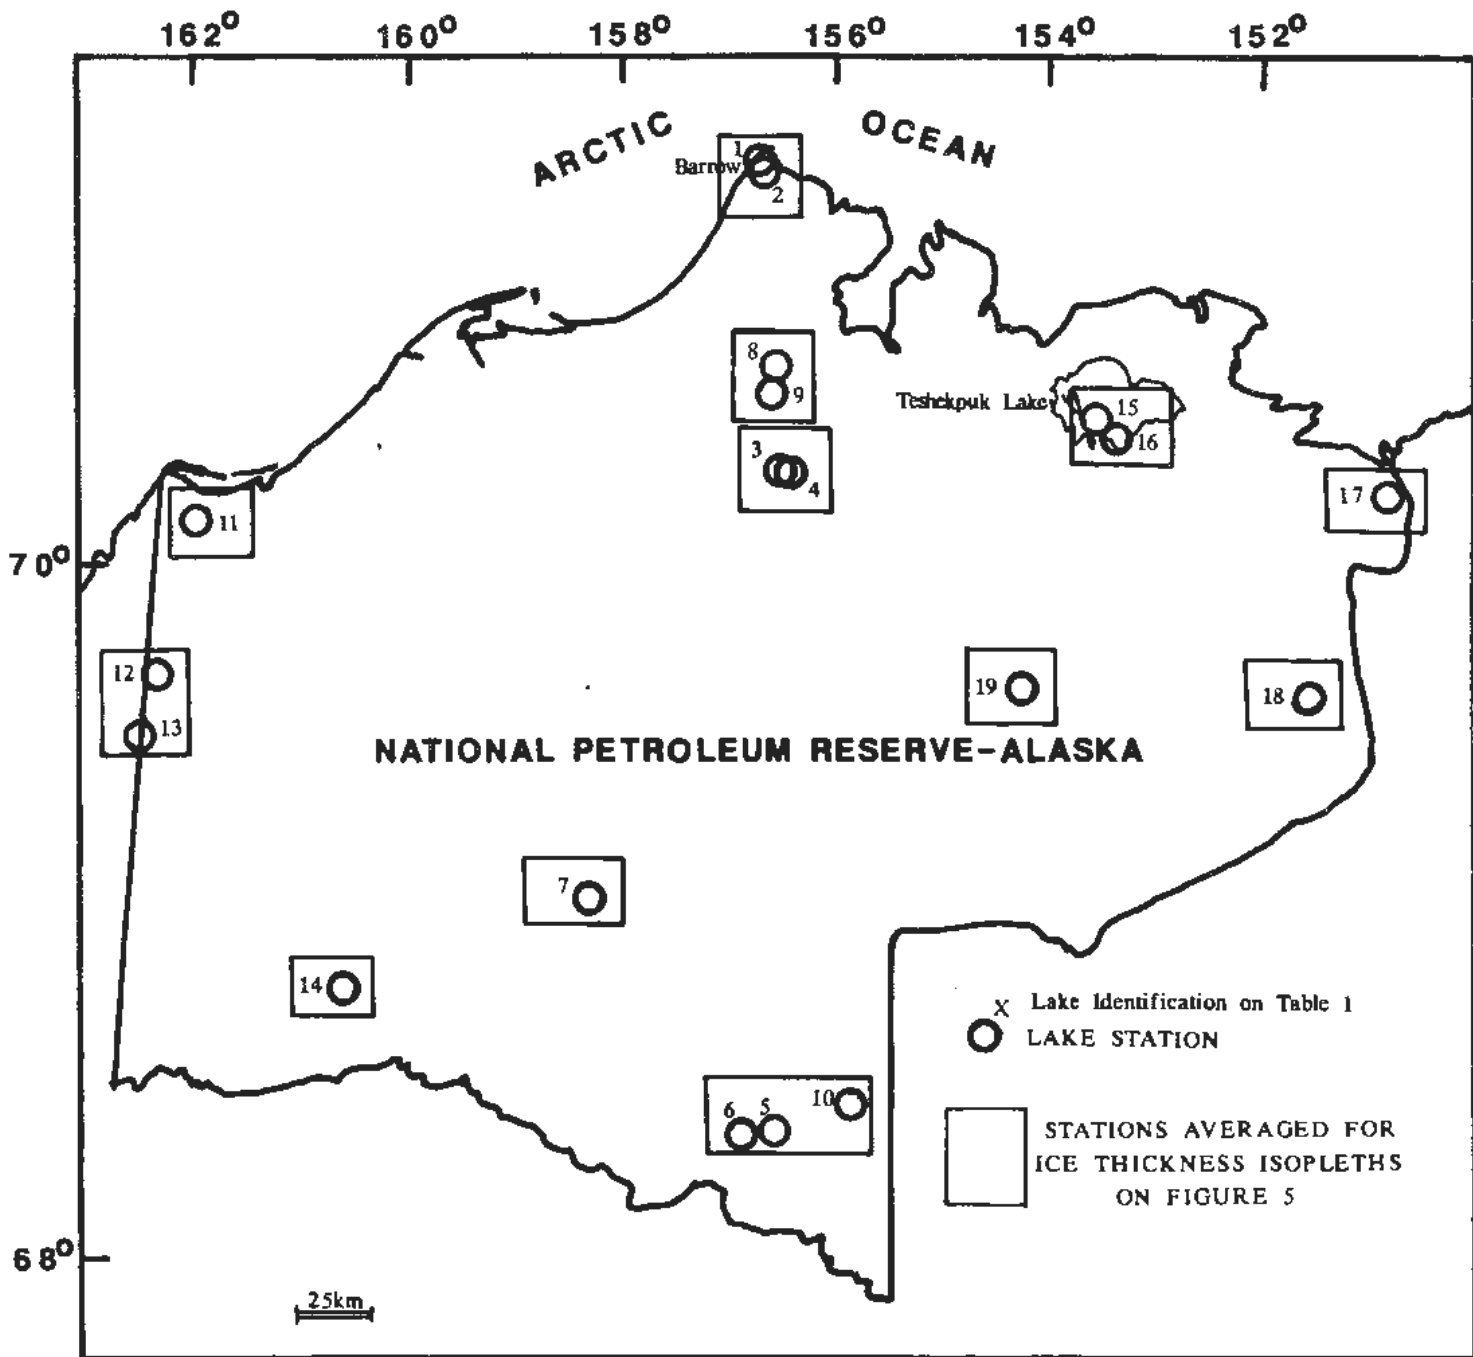 162° 160° 158° 156° 154° 152°
ARCTIC OCEAN
1
Barrow
2
8
9
Teshekpuk Lake
15
16
3
4
17
11
70°
12
13
19
18
NATIONAL PETROLEUM RESERVE-ALASKA
7
14
X Lake Identification on Table 1
LAKE STATION
10
6 5
STATIONS AVERAGED FOR
ICE THICKNESS ISOPLETHS
ON FIGURE 5
68°
25km